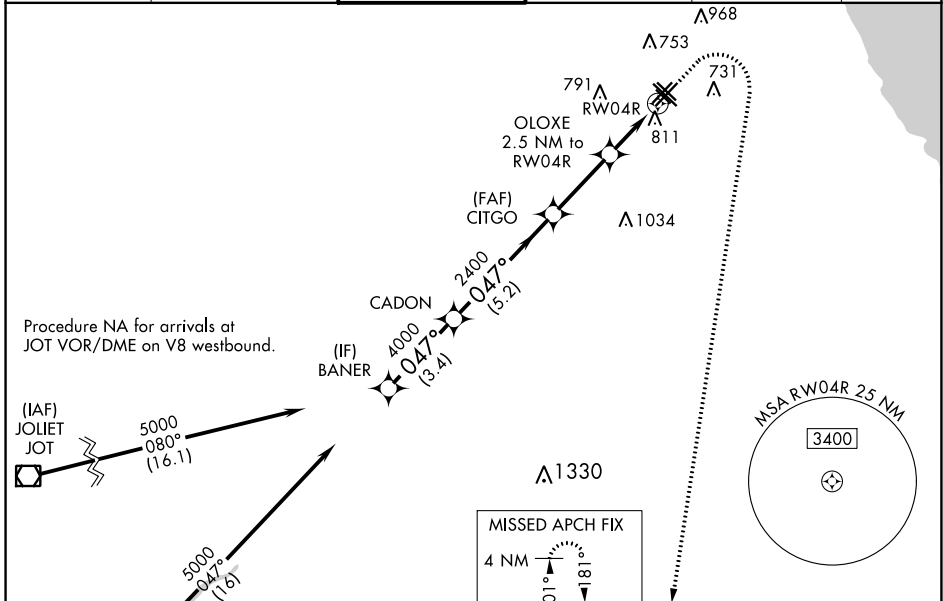 968
753
731
791
RW04R
811
OLOXE
2.5 NM to
RW04R
(FAF)
CITGO
1034
2400
047°
(5.2)
CADON
4000
047°
(3.4)
Procedure NA for arrivals at
JOT VOR/DME on V8 westbound.
(IF)
BANER
(IAF)
JOLIET
JOT
5000
080°
(16.1)
MSA RW04R 25 NM
3400
1330
5000
047°
(16)
MISSED APCH FIX
4 NM
181°